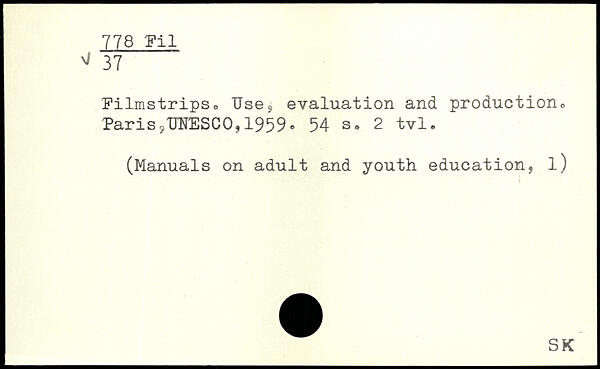 778 Fil
√ 37
Filmstrips. Use, evaluation and production.
Paris,UNESCO,1959. 54 s. 2 tvl.
(Manuals on adult and youth education, 1)
SK